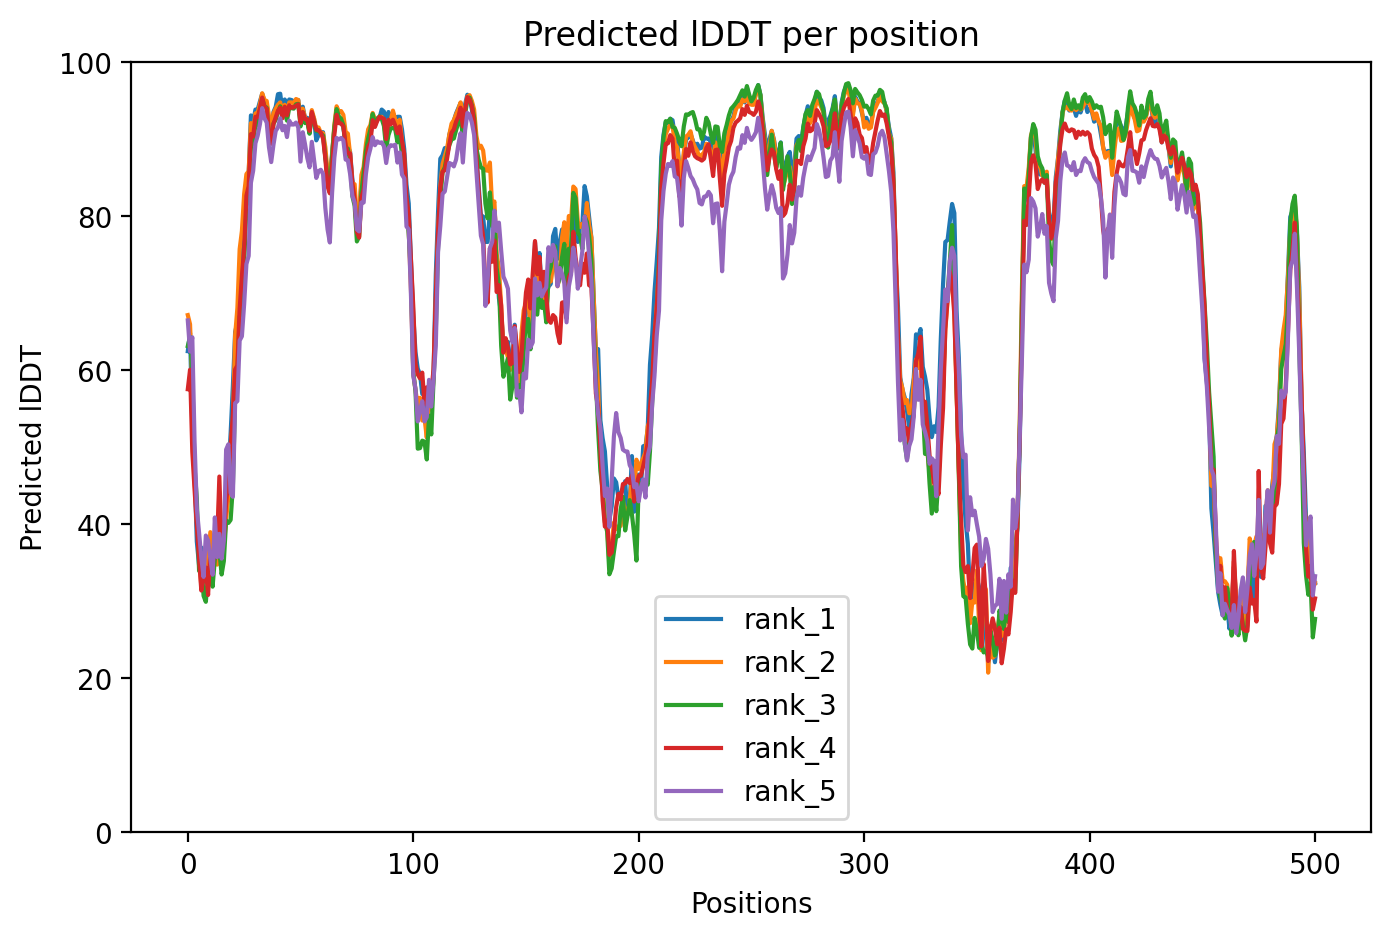 Predicted lDDT per position
Predicted lDDT
100
80
60
40
20
0
rank_1
rank_2
rank_3
rank_4
rank_5
0 100 200 300 400 500
Positions